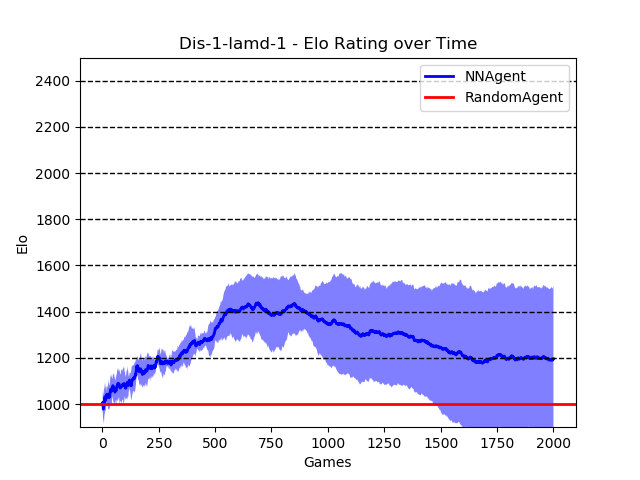 Dis-1-lamd-1 - Elo Rating over Time
NNAgent
RandomAgent
2400
2200
2000
1800
1600
1400
1200
1000
Elo
0 250 500 750 1000 1250 1500 1750 2000
Games